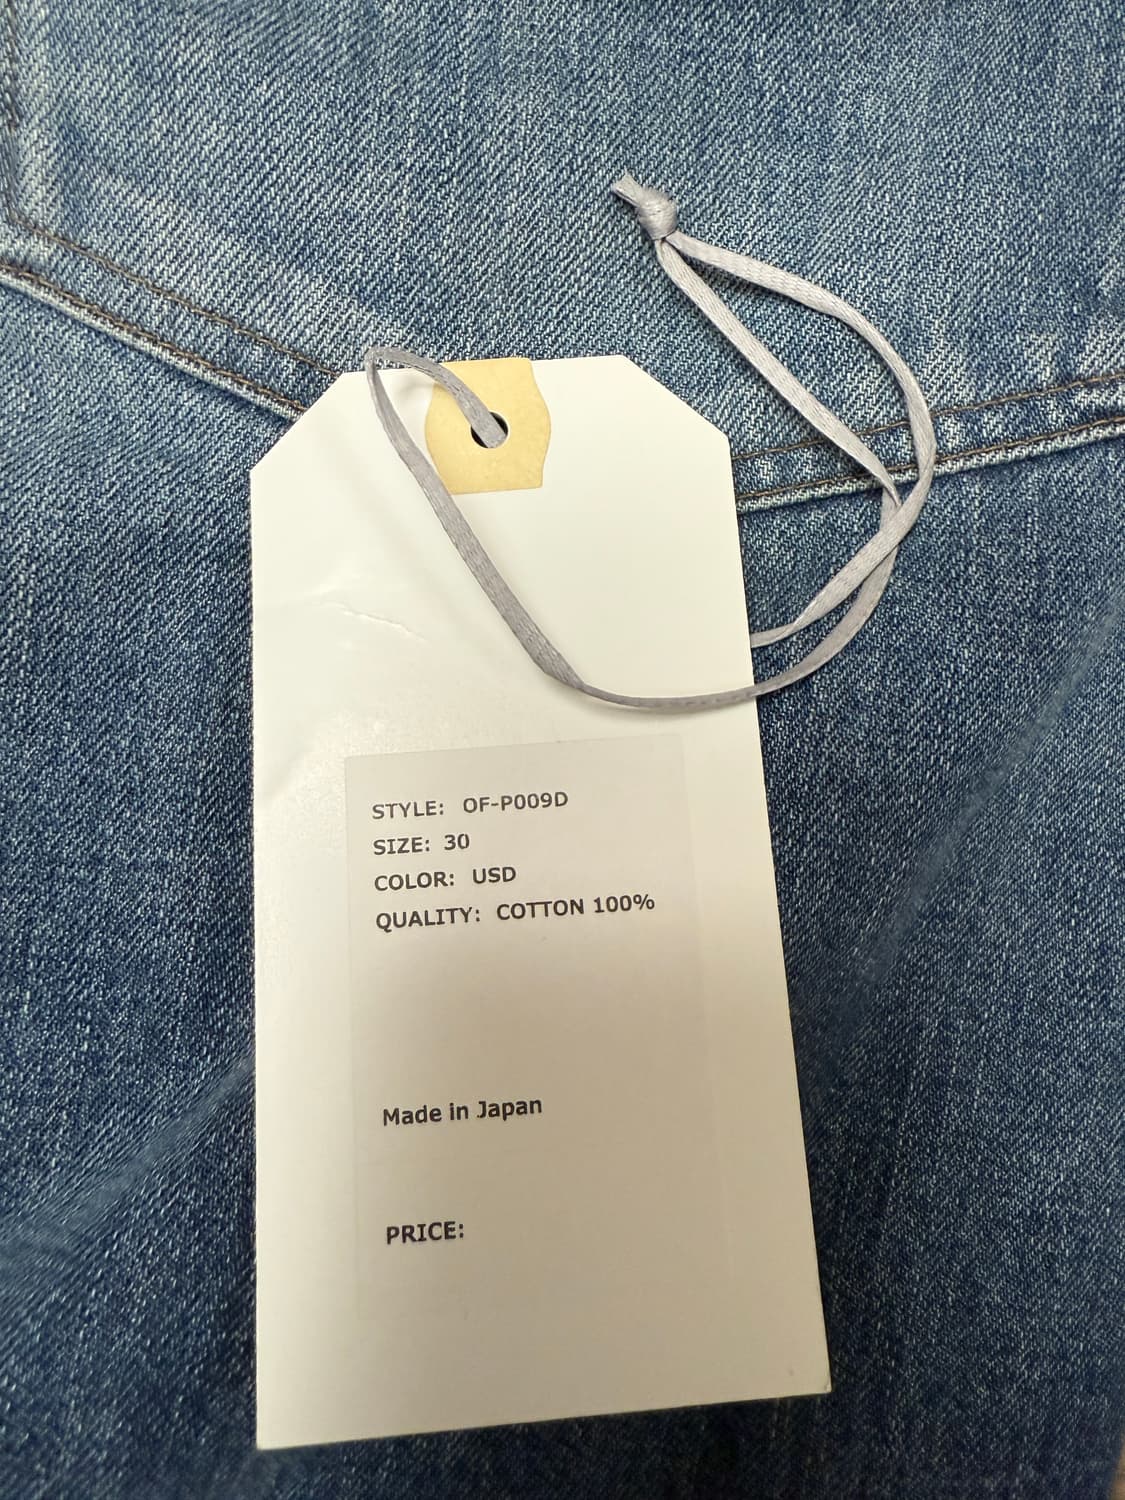 STYLE: OF-P009D
SIZE: 30
COLOR: USD
QUALITY: COTTON 100%
Made in Japan
PRICE: